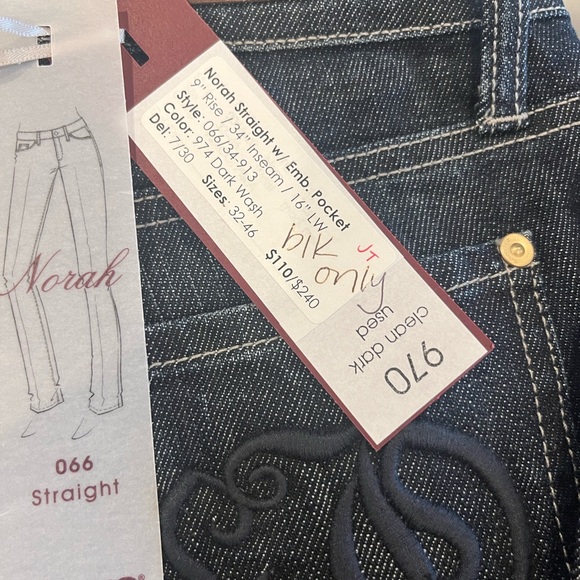 Norah
066
Straight
®
Norah Straight w/ Emb. Pocket
9" Rise / 34" Inseam / 16" LW
Style: 066/34-913
Color: 974 Dark Wash
Del: 7/30
Sizes: 32-46
$110/$240
JT
blk
only
970
clean dark
used